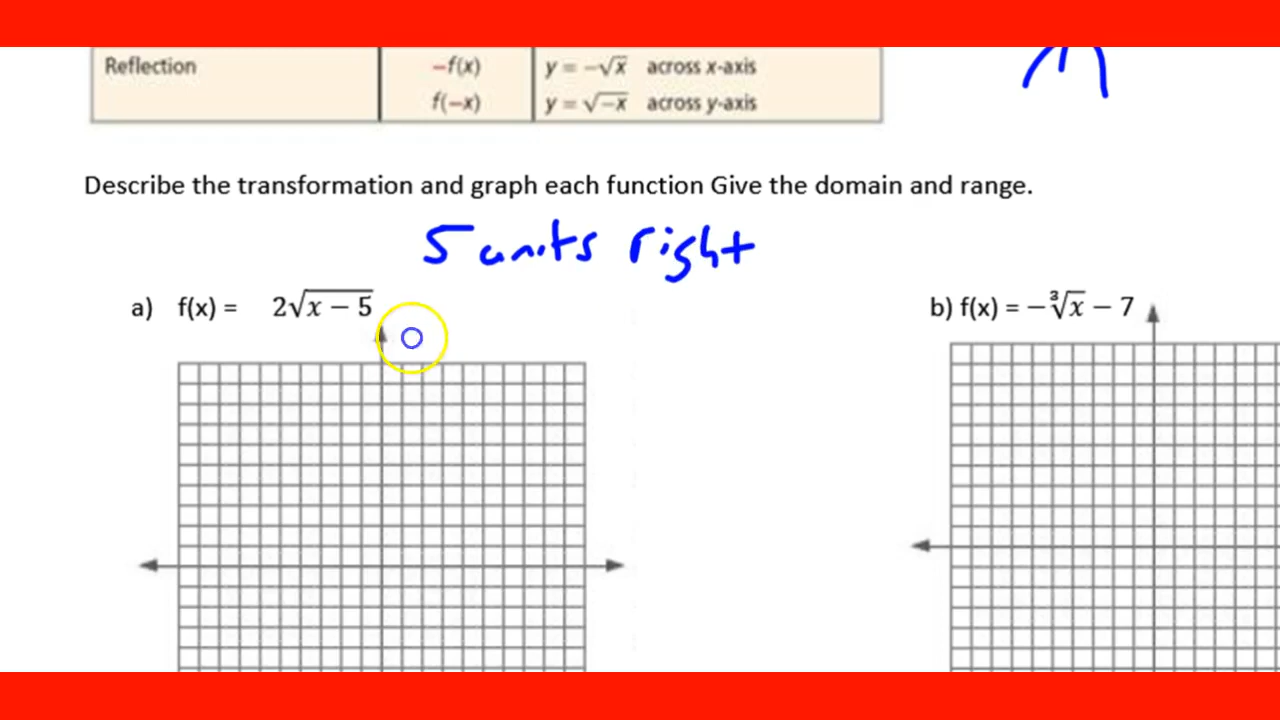 Reflection −f(x) y = −√x across x-axis
f(−x) y = √−x across y-axis
Describe the transformation and graph each function Give the domain and range.
5 units right
a) f(x) = 2√x − 5
b) f(x) = −∛x − 7